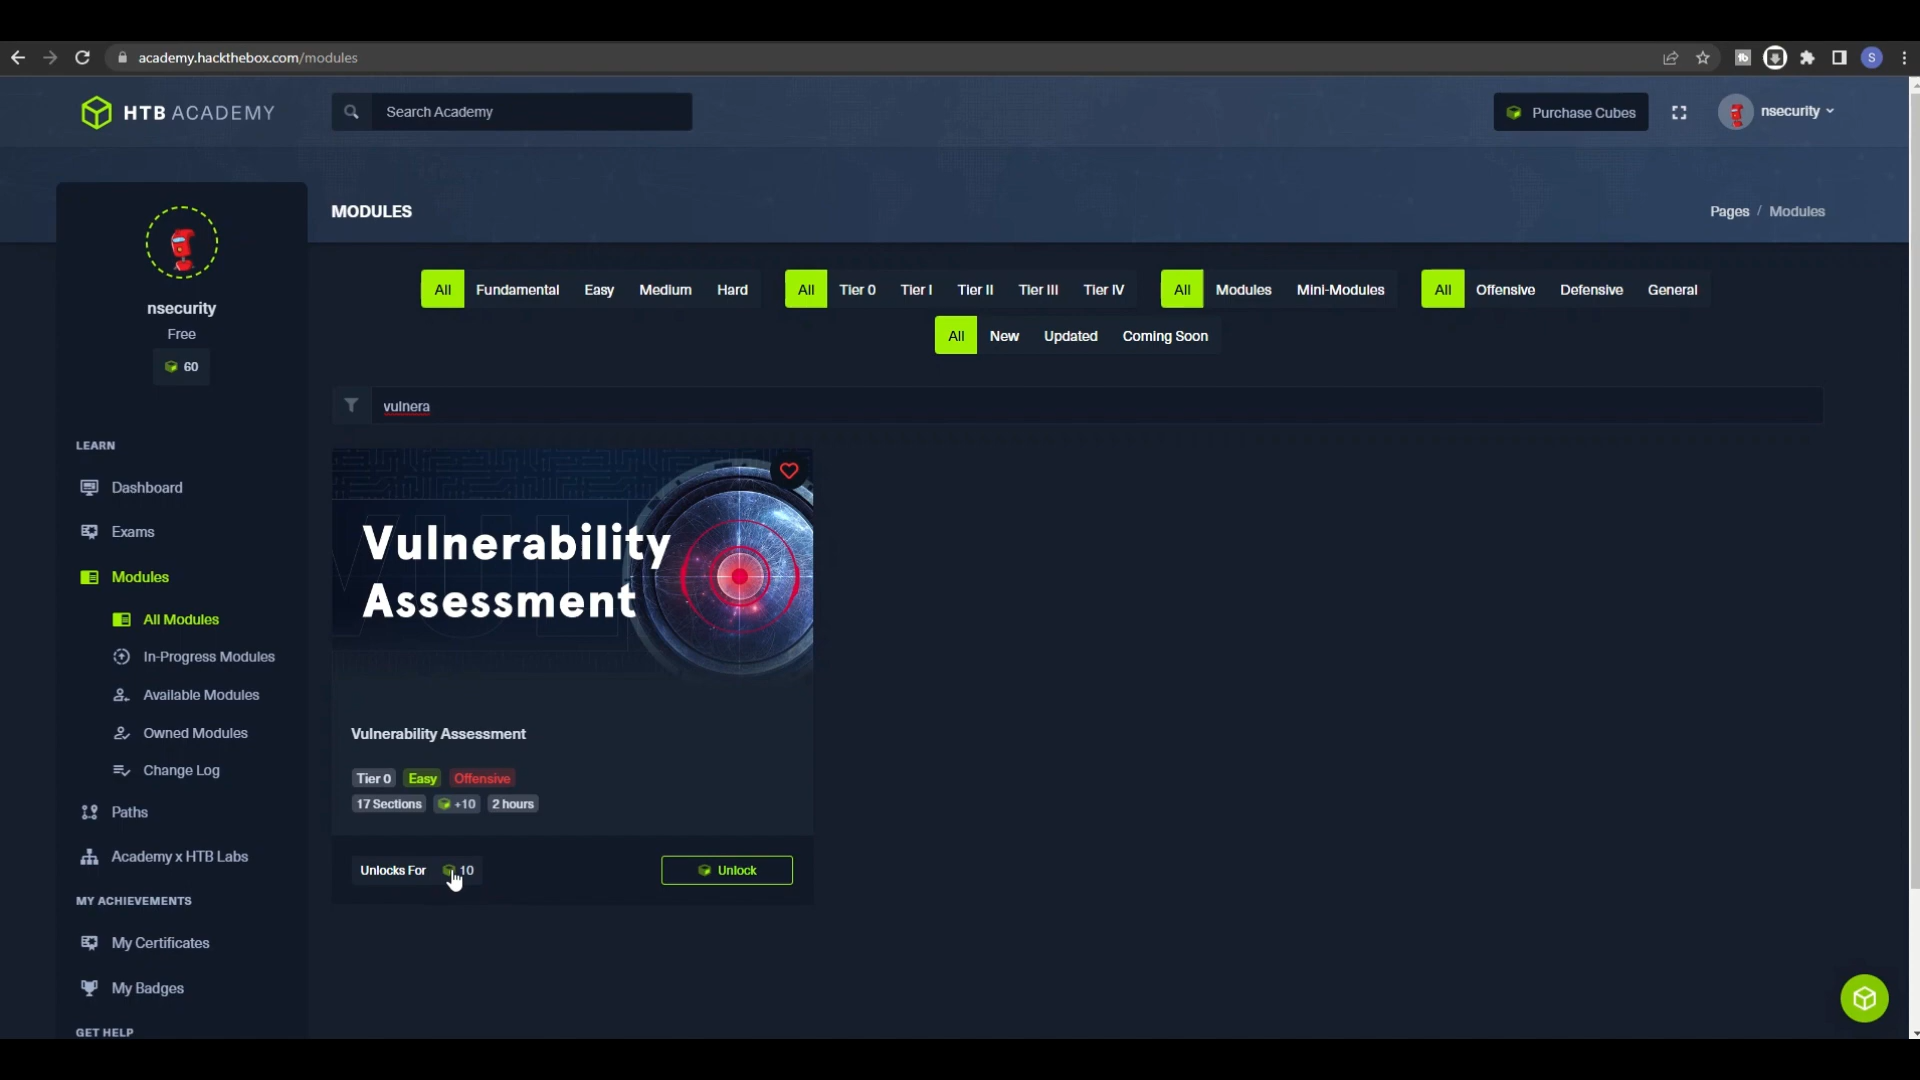 academy.hackthebox.com/modules
S
HTB ACADEMY
Search Academy
Purchase Cubes
nsecurity
MODULES
Pages / Modules
nsecurity
Free
60
All Fundamental Easy Medium Hard
All Tier 0 Tier I Tier II Tier III Tier IV
All Modules Mini-Modules
All Offensive Defensive General
All New Updated Coming Soon
vulnera
LEARN
Dashboard
Exams
Modules
All Modules
In-Progress Modules
Available Modules
Owned Modules
Change Log
Paths
Academy x HTB Labs
MY ACHIEVEMENTS
My Certificates
My Badges
GET HELP
Vulnerability
Assessment
Vulnerability Assessment
Tier 0 Easy Offensive
17 Sections +10 2 hours
Unlocks For 10
Unlock